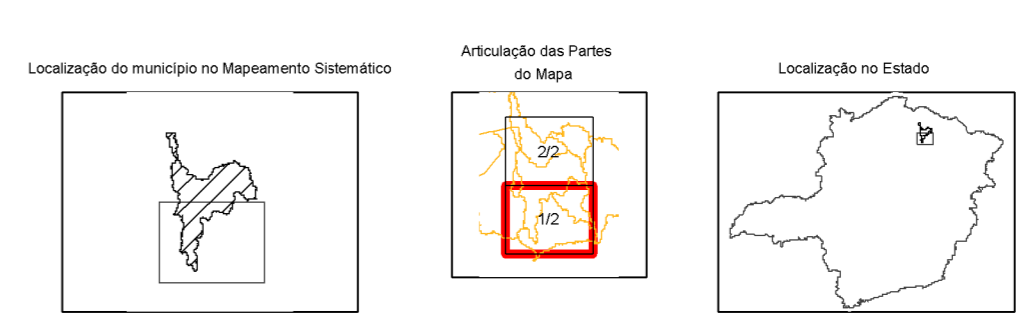 Localização do município no Mapeamento Sistemático
Articulação das Partes
do Mapa
Localização no Estado
2/2
1/2